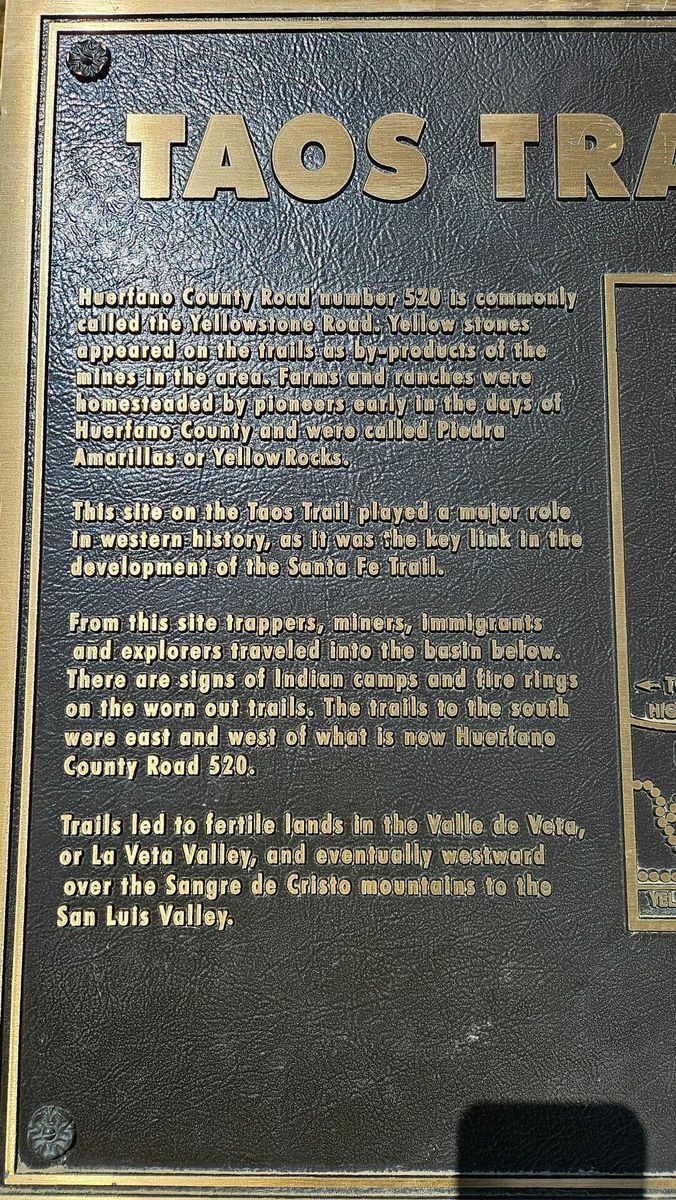 TAOS TRA
Huerfano County Road number 520 is commonly
called the Yellowstone Road. Yellow stones
appeared on the trails as by-products of the
mines in the area. Farms and ranches were
homesteaded by pioneers early in the days of
Huerfano County and were called Piedra
Amarillas or Yellow Rocks.
This site on the Taos Trail played a major role
in western history, as it was the key link in the
development of the Santa Fe Trail.
From this site trappers, miners, immigrants
and explorers traveled into the basin below.
There are signs of Indian camps and fire rings
on the worn out trails. The trails to the south
were east and west of what is now Huerfano
County Road 520.
Trails led to fertile lands in the Valle de Veta,
or La Veta Valley, and eventually westward
over the Sangre de Cristo mountains to the
San Luis Valley.
← T
HIG
YEL